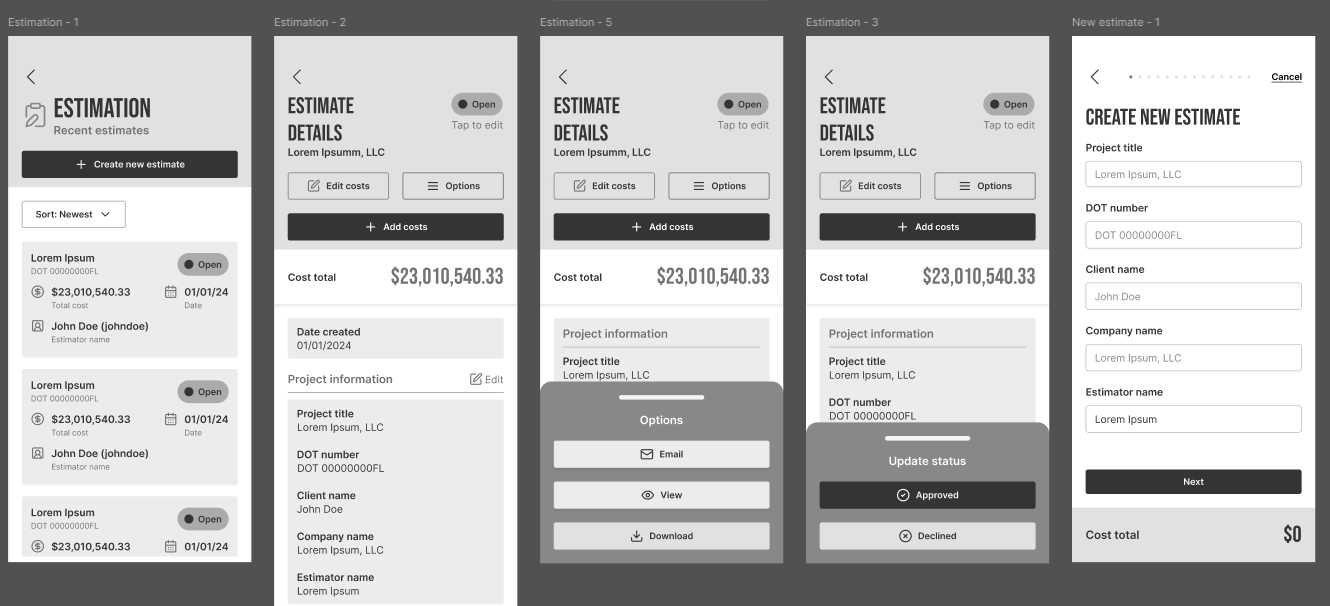 Estimation - 1
ESTIMATION
Recent estimates
Create new estimate
Sort: Newest
Lorem Ipsum
DOT 00000000FL
Open
$23,010,540.33
Total cost
01/01/24
Date
John Doe (johndoe)
Estimator name
Lorem Ipsum
DOT 00000000FL
Open
$23,010,540.33
Total cost
01/01/24
Date
John Doe (johndoe)
Estimator name
Lorem Ipsum
DOT 00000000FL
Open
$23,010,540.33
01/01/24
Estimation - 2
ESTIMATE
DETAILS
Open
Tap to edit
Lorem Ipsumm, LLC
Edit costs
Options
Add costs
Cost total
$23,010,540.33
Date created
01/01/2024
Project information
Edit
Project title
Lorem Ipsum, LLC
DOT number
DOT 00000000FL
Client name
John Doe
Company name
Lorem Ipsum, LLC
Estimator name
Lorem Ipsum
Estimation - 5
ESTIMATE
DETAILS
Open
Tap to edit
Lorem Ipsumm, LLC
Edit costs
Options
Add costs
Cost total
$23,010,540.33
Project information
Project title
Lorem Ipsum, LLC
Options
Email
View
Download
Estimation - 3
ESTIMATE
DETAILS
Open
Tap to edit
Lorem Ipsumm, LLC
Edit costs
Options
Add costs
Cost total
$23,010,540.33
Project information
Project title
Lorem Ipsum, LLC
DOT number
DOT 00000000FL
Update status
Approved
Declined
New estimate - 1
Cancel
CREATE NEW ESTIMATE
Project title
Lorem Ipsum, LLC
DOT number
DOT 00000000FL
Client name
John Doe
Company name
Lorem Ipsum, LLC
Estimator name
Lorem Ipsum
Next
Cost total
$0